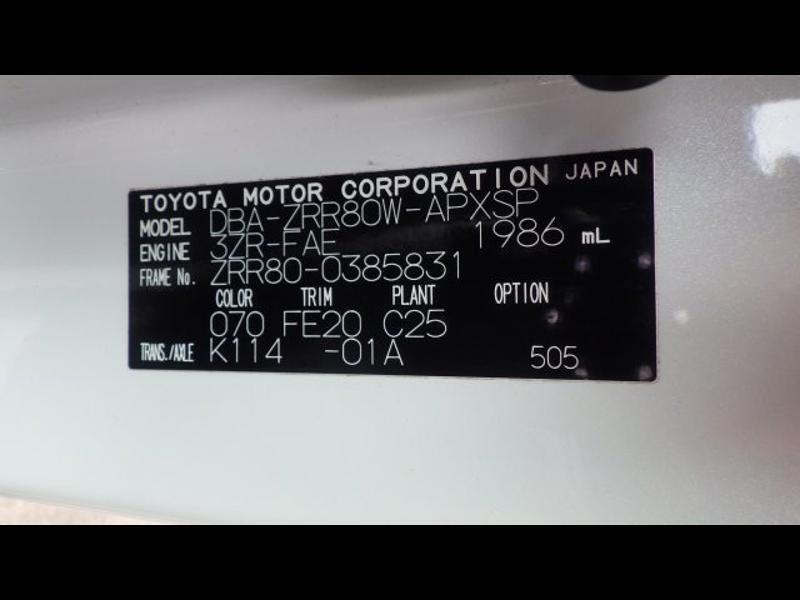 TOYOTA MOTOR CORPORATION JAPAN
MODEL DBA-ZRR80W-APXSP
ENGINE 3ZR-FAE 1986 mL
FRAME No. ZRR80-0385831
COLOR TRIM PLANT OPTION
070 FE20 C25
TRANS./AXLE K114 -01A 505